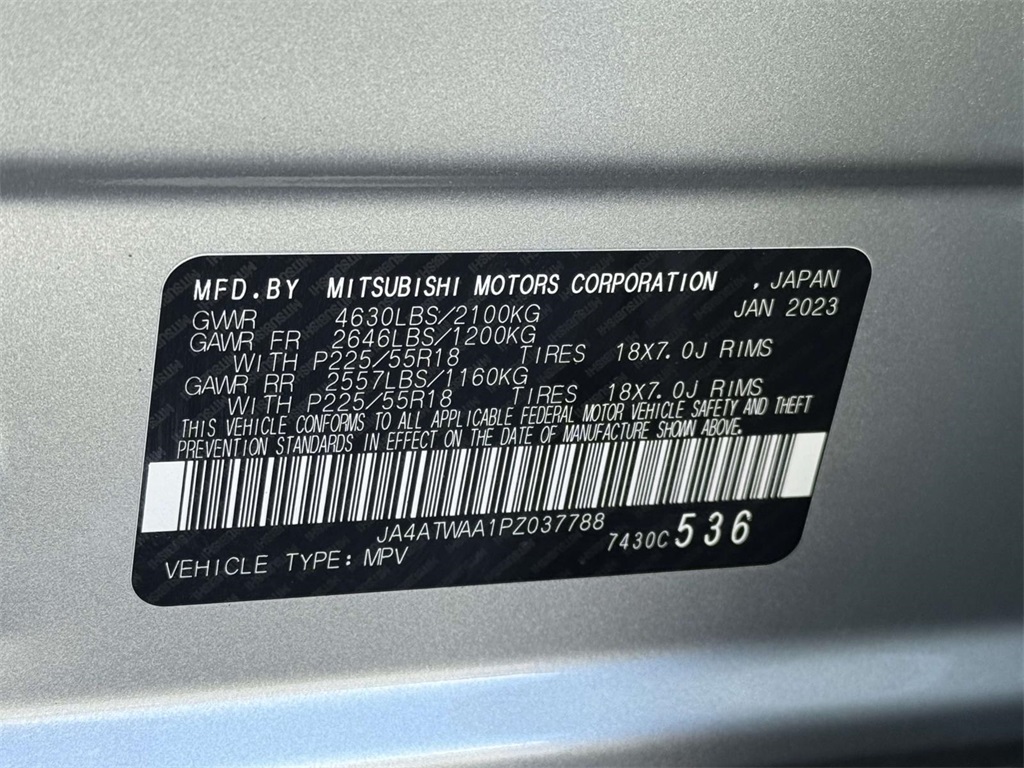 MFD.BY MITSUBISHI MOTORS CORPORATION , JAPAN
JAN 2023
GVWR 4630LBS/2100KG
GAWR FR 2646LBS/1200KG
WITH P225/55R18 TIRES 18X7.0J RIMS
GAWR RR 2557LBS/1160KG
WITH P225/55R18 TIRES 18X7.0J RIMS
THIS VEHICLE CONFORMS TO ALL APPLICABLE FEDERAL MOTOR VEHICLE SAFETY AND THEFT
PREVENTION STANDARDS IN EFFECT ON THE DATE OF MANUFACTURE SHOWN ABOVE.
JA4ATWAA1PZ037788
7430C 536
VEHICLE TYPE: MPV